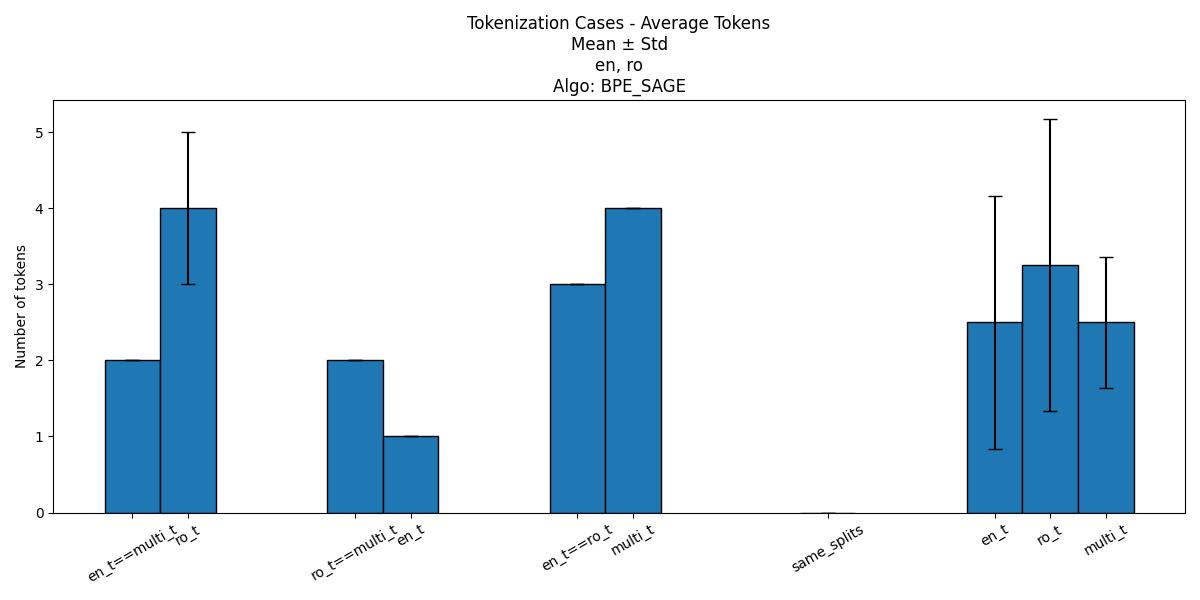 Tokenization Cases - Average Tokens
Mean ± Std
en, ro
Algo: BPE_SAGE
Number of tokens
5
4
3
2
1
0
en_t==multi_t
ro_t
ro_t==multi_t
en_t
en_t==ro_t
multi_t
same_splits
en_t
ro_t
multi_t